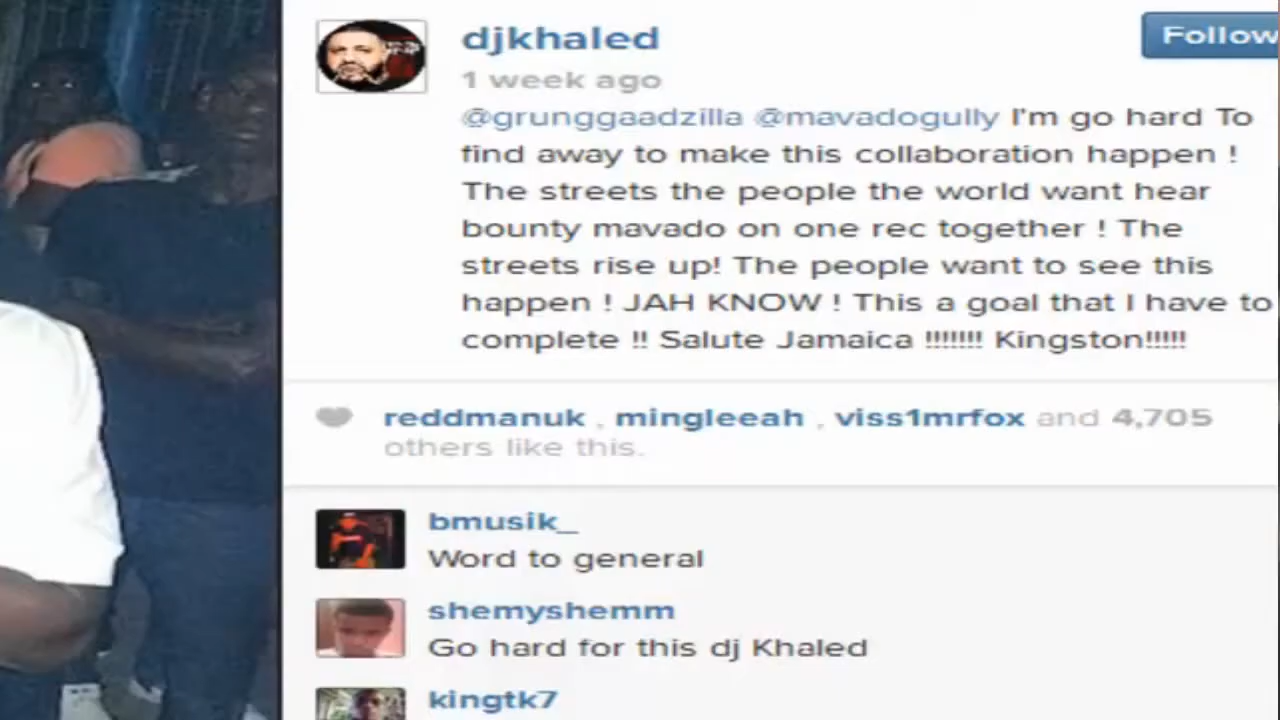 djkhaled
Follow
1 week ago
@grunggaadzilla @mavadogully I'm go hard To
find away to make this collaboration happen !
The streets the people the world want hear
bounty mavado on one rec together ! The
streets rise up! The people want to see this
happen ! JAH KNOW ! This a goal that I have to
complete !! Salute Jamaica !!!!!!! Kingston!!!!!
reddmanuk , mingleeah , viss1mrfox and 4,705
others like this.
bmusik_
Word to general
shemyshemm
Go hard for this dj Khaled
kingtk7